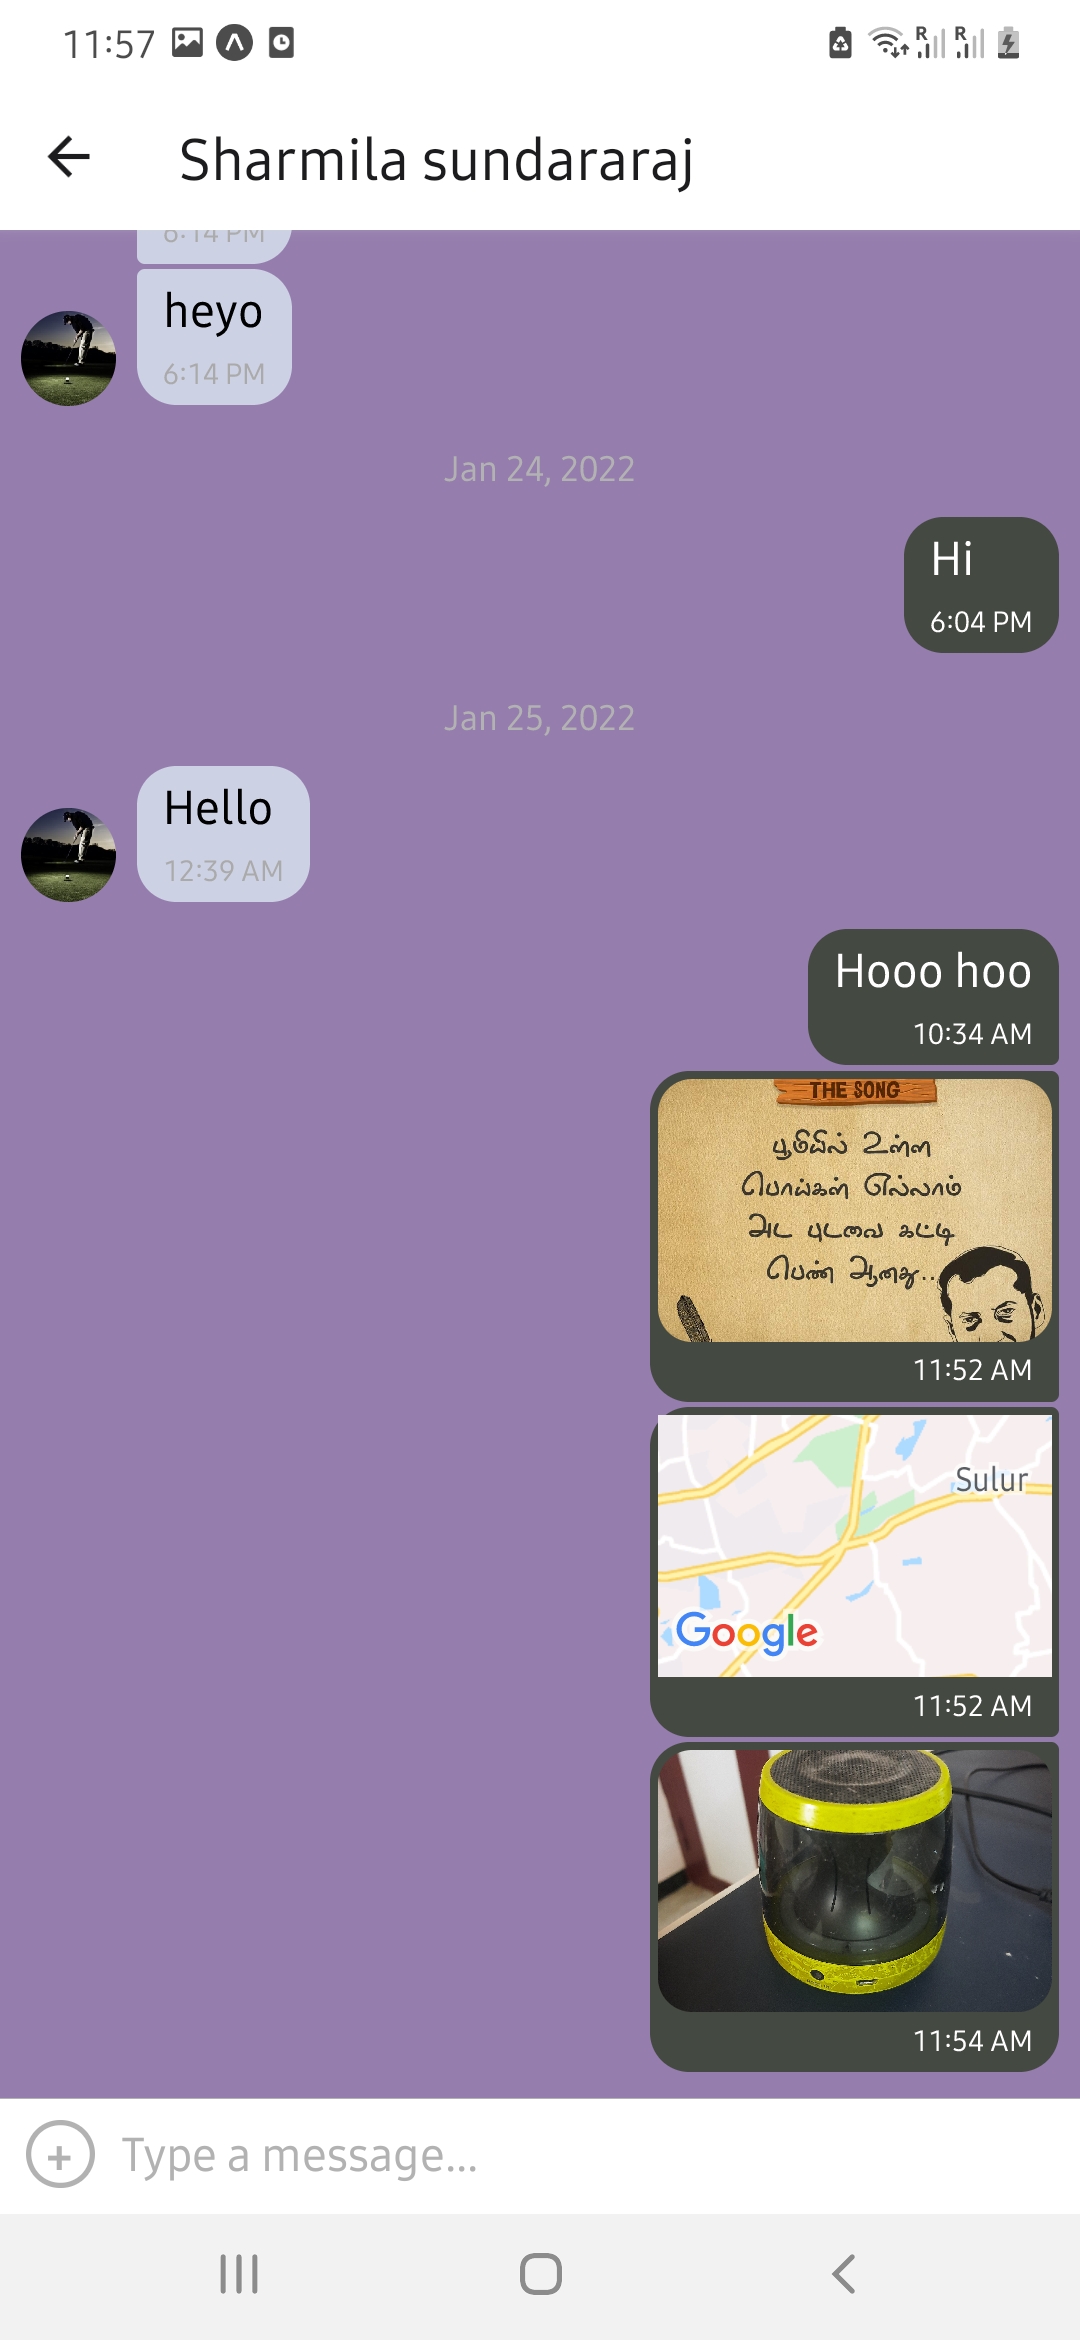 11:57
Sharmila sundararaj
6:14 PM
heyo
6:14 PM
Jan 24, 2022
Hi
6:04 PM
Jan 25, 2022
Hello
12:39 AM
Hooo hoo
10:34 AM
THE SONG
பூமியில் உள்ள
பொய்கள் எல்லாம்
அட புடவை கட்டி
பெண் ஆனது..
11:52 AM
Sulur
Google
11:52 AM
11:54 AM
Type a message...